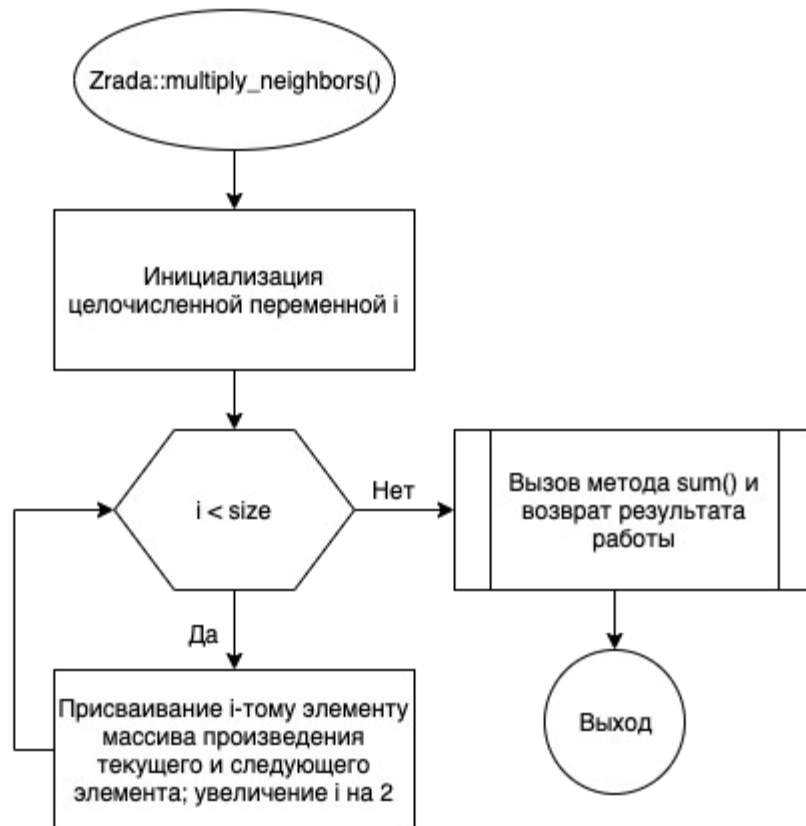 Zrada::multiply_neighbors()
Инициализация
целочисленной переменной i
i < size
Нет
Вызов метода sum() и
возврат результата
работы
Да
Присваивание i-тому элементу
массива произведения
текущего и следующего
элемента; увеличение i на 2
Выход